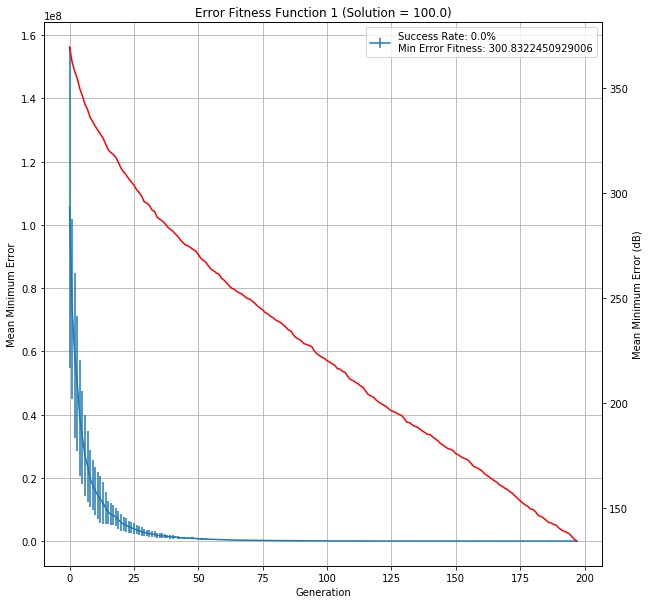 Error Fitness Function 1 (Solution = 100.0)
1e8
Success Rate: 0.0%
Min Error Fitness: 300.8322450929006
1.6
1.4
1.2
1.0
0.8
0.6
0.4
0.2
0.0
Mean Minimum Error
350
300
250
200
150
Mean Minimum Error (dB)
0 25 50 75 100 125 150 175 200
Generation